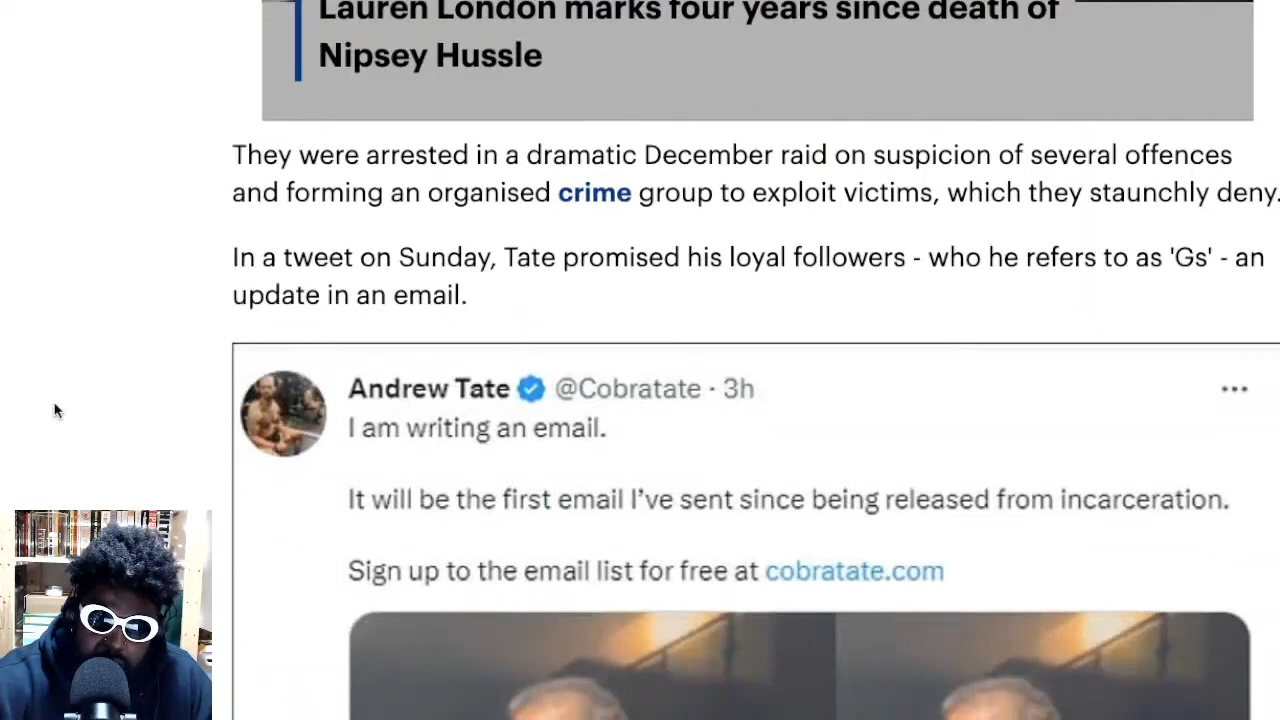 Lauren London marks four years since death of
Nipsey Hussle
They were arrested in a dramatic December raid on suspicion of several offences
and forming an organised crime group to exploit victims, which they staunchly deny.
In a tweet on Sunday, Tate promised his loyal followers - who he refers to as 'Gs' - an
update in an email.
Andrew Tate @Cobratate · 3h
I am writing an email.
It will be the first email I've sent since being released from incarceration.
Sign up to the email list for free at cobratate.com